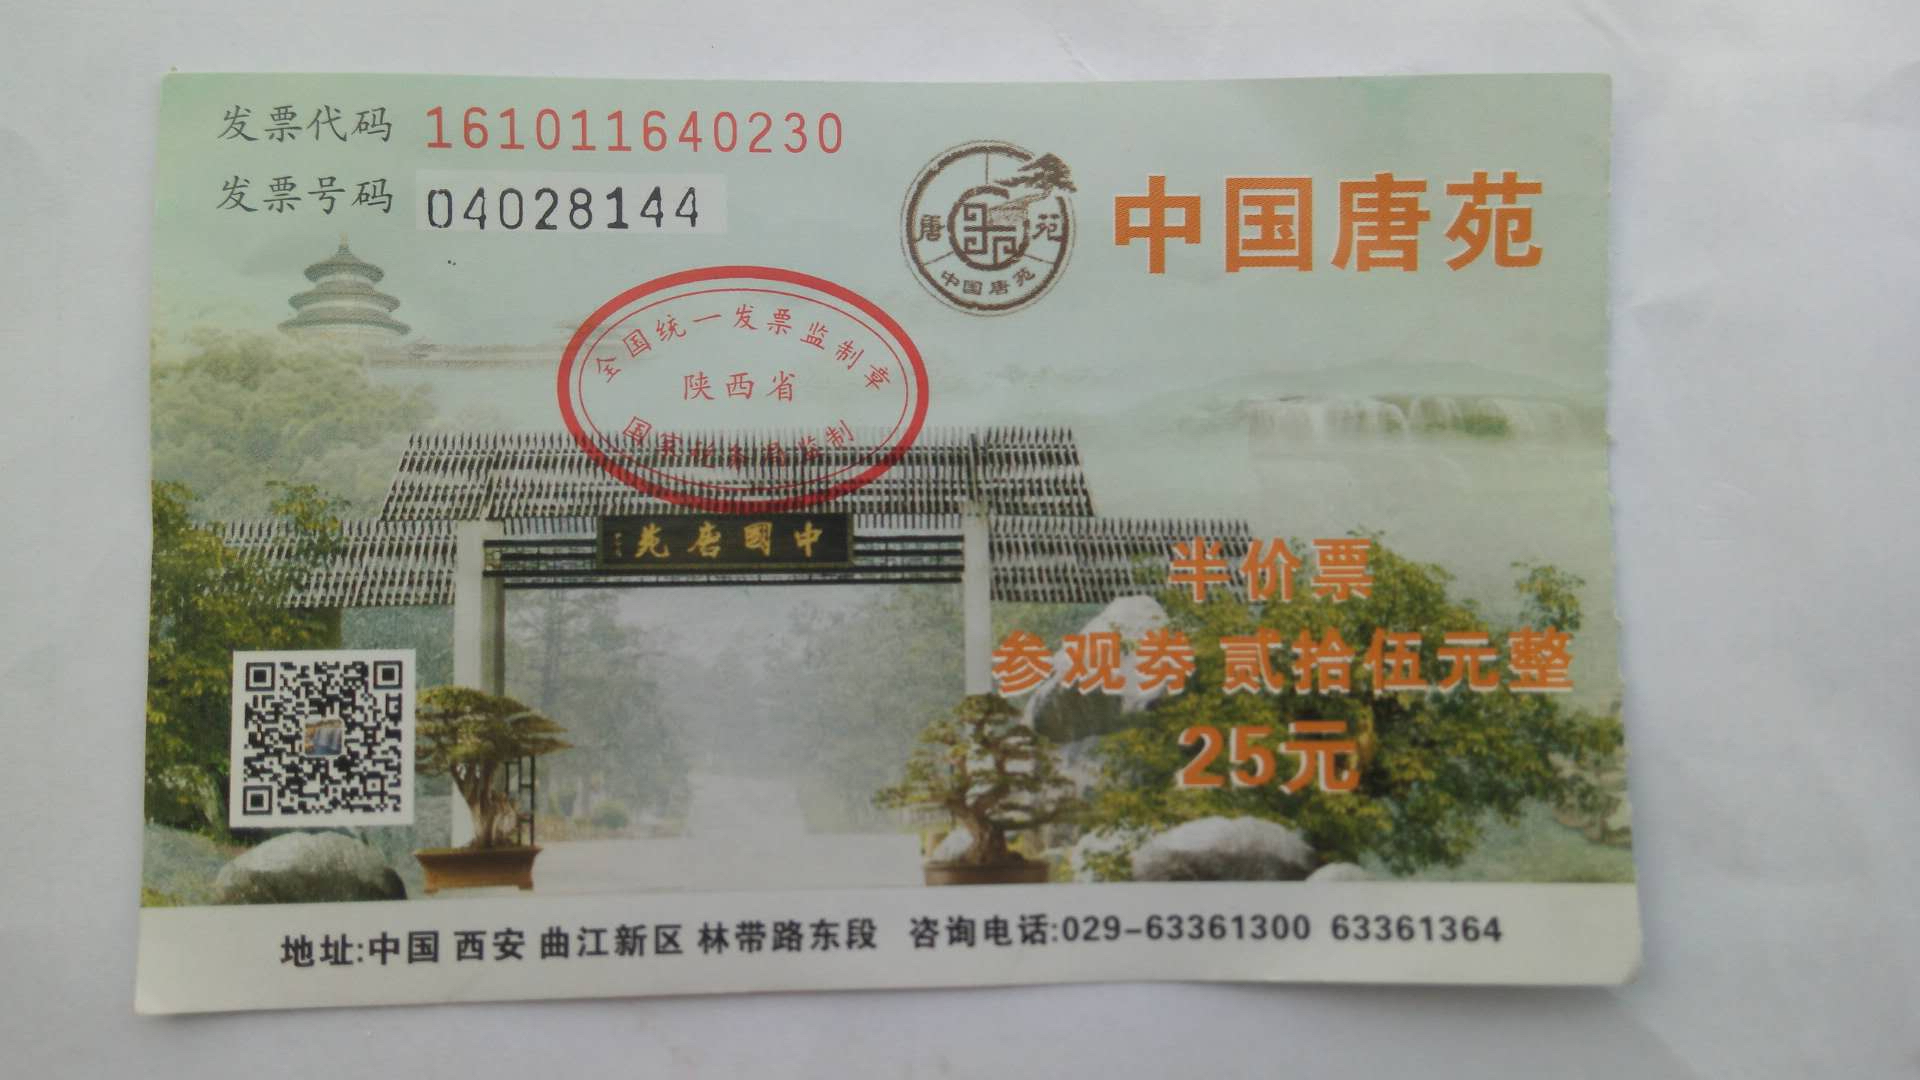 发票代码 161011640230
发票号码 04028144
唐苑
中国唐苑
中国唐苑
全国统一发票监制章
陕西省
国家税务局监制
中國唐苑
半价票
参观券 贰拾伍元整
25元
地址:中国 西安 曲江新区 林带路东段 咨询电话:029-63361300 63361364